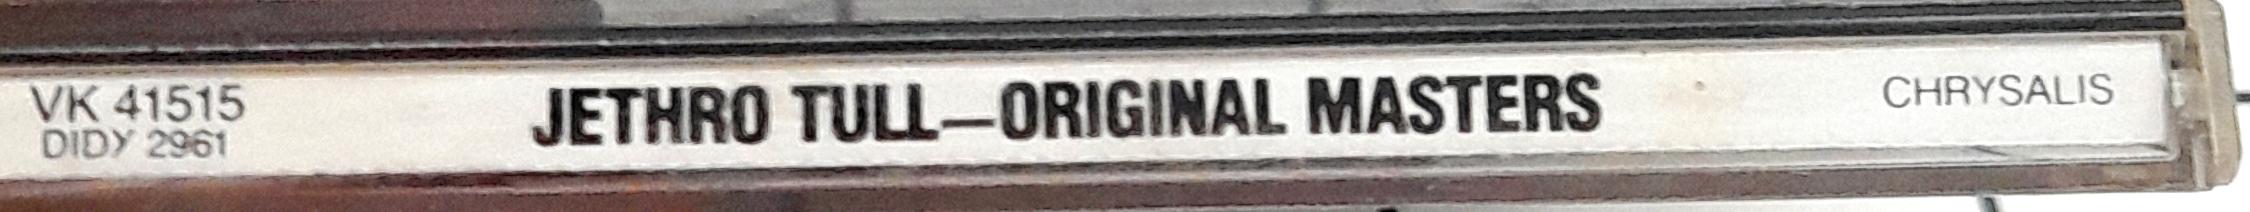 VK 41515
DIDY 2961
JETHRO TULL—ORIGINAL MASTERS
CHRYSALIS